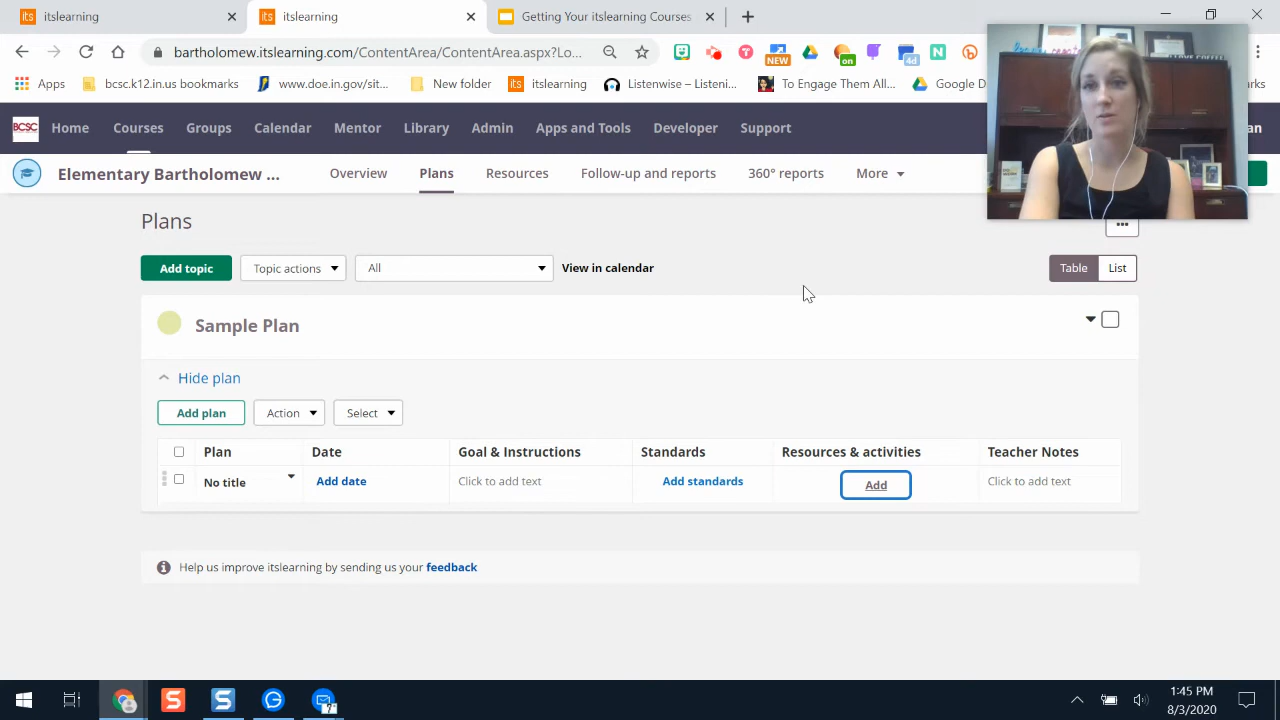 itslearning
itslearning
Getting Your itslearning Courses
bartholomew.itslearning.com/ContentArea/ContentArea.aspx?Lo...
NEW
on
4d
bcsc.k12.in.us bookmarks
www.doe.in.gov/sit...
New folder
itslearning
Listenwise – Listeni...
To Engage Them All...
BCSC
Home
Courses
Groups
Calendar
Mentor
Library
Admin
Apps and Tools
Developer
Support
Elementary Bartholomew ...
Overview
Plans
Resources
Follow-up and reports
360° reports
More
Plans
Add topic
Topic actions
All
View in calendar
Table
List
Sample Plan
Hide plan
Add plan
Action
Select
Plan
Date
Goal & Instructions
Standards
Resources & activities
Teacher Notes
No title
Add date
Click to add text
Add standards
Add
Click to add text
Help us improve itslearning by sending us your feedback
1:45 PM
8/3/2020